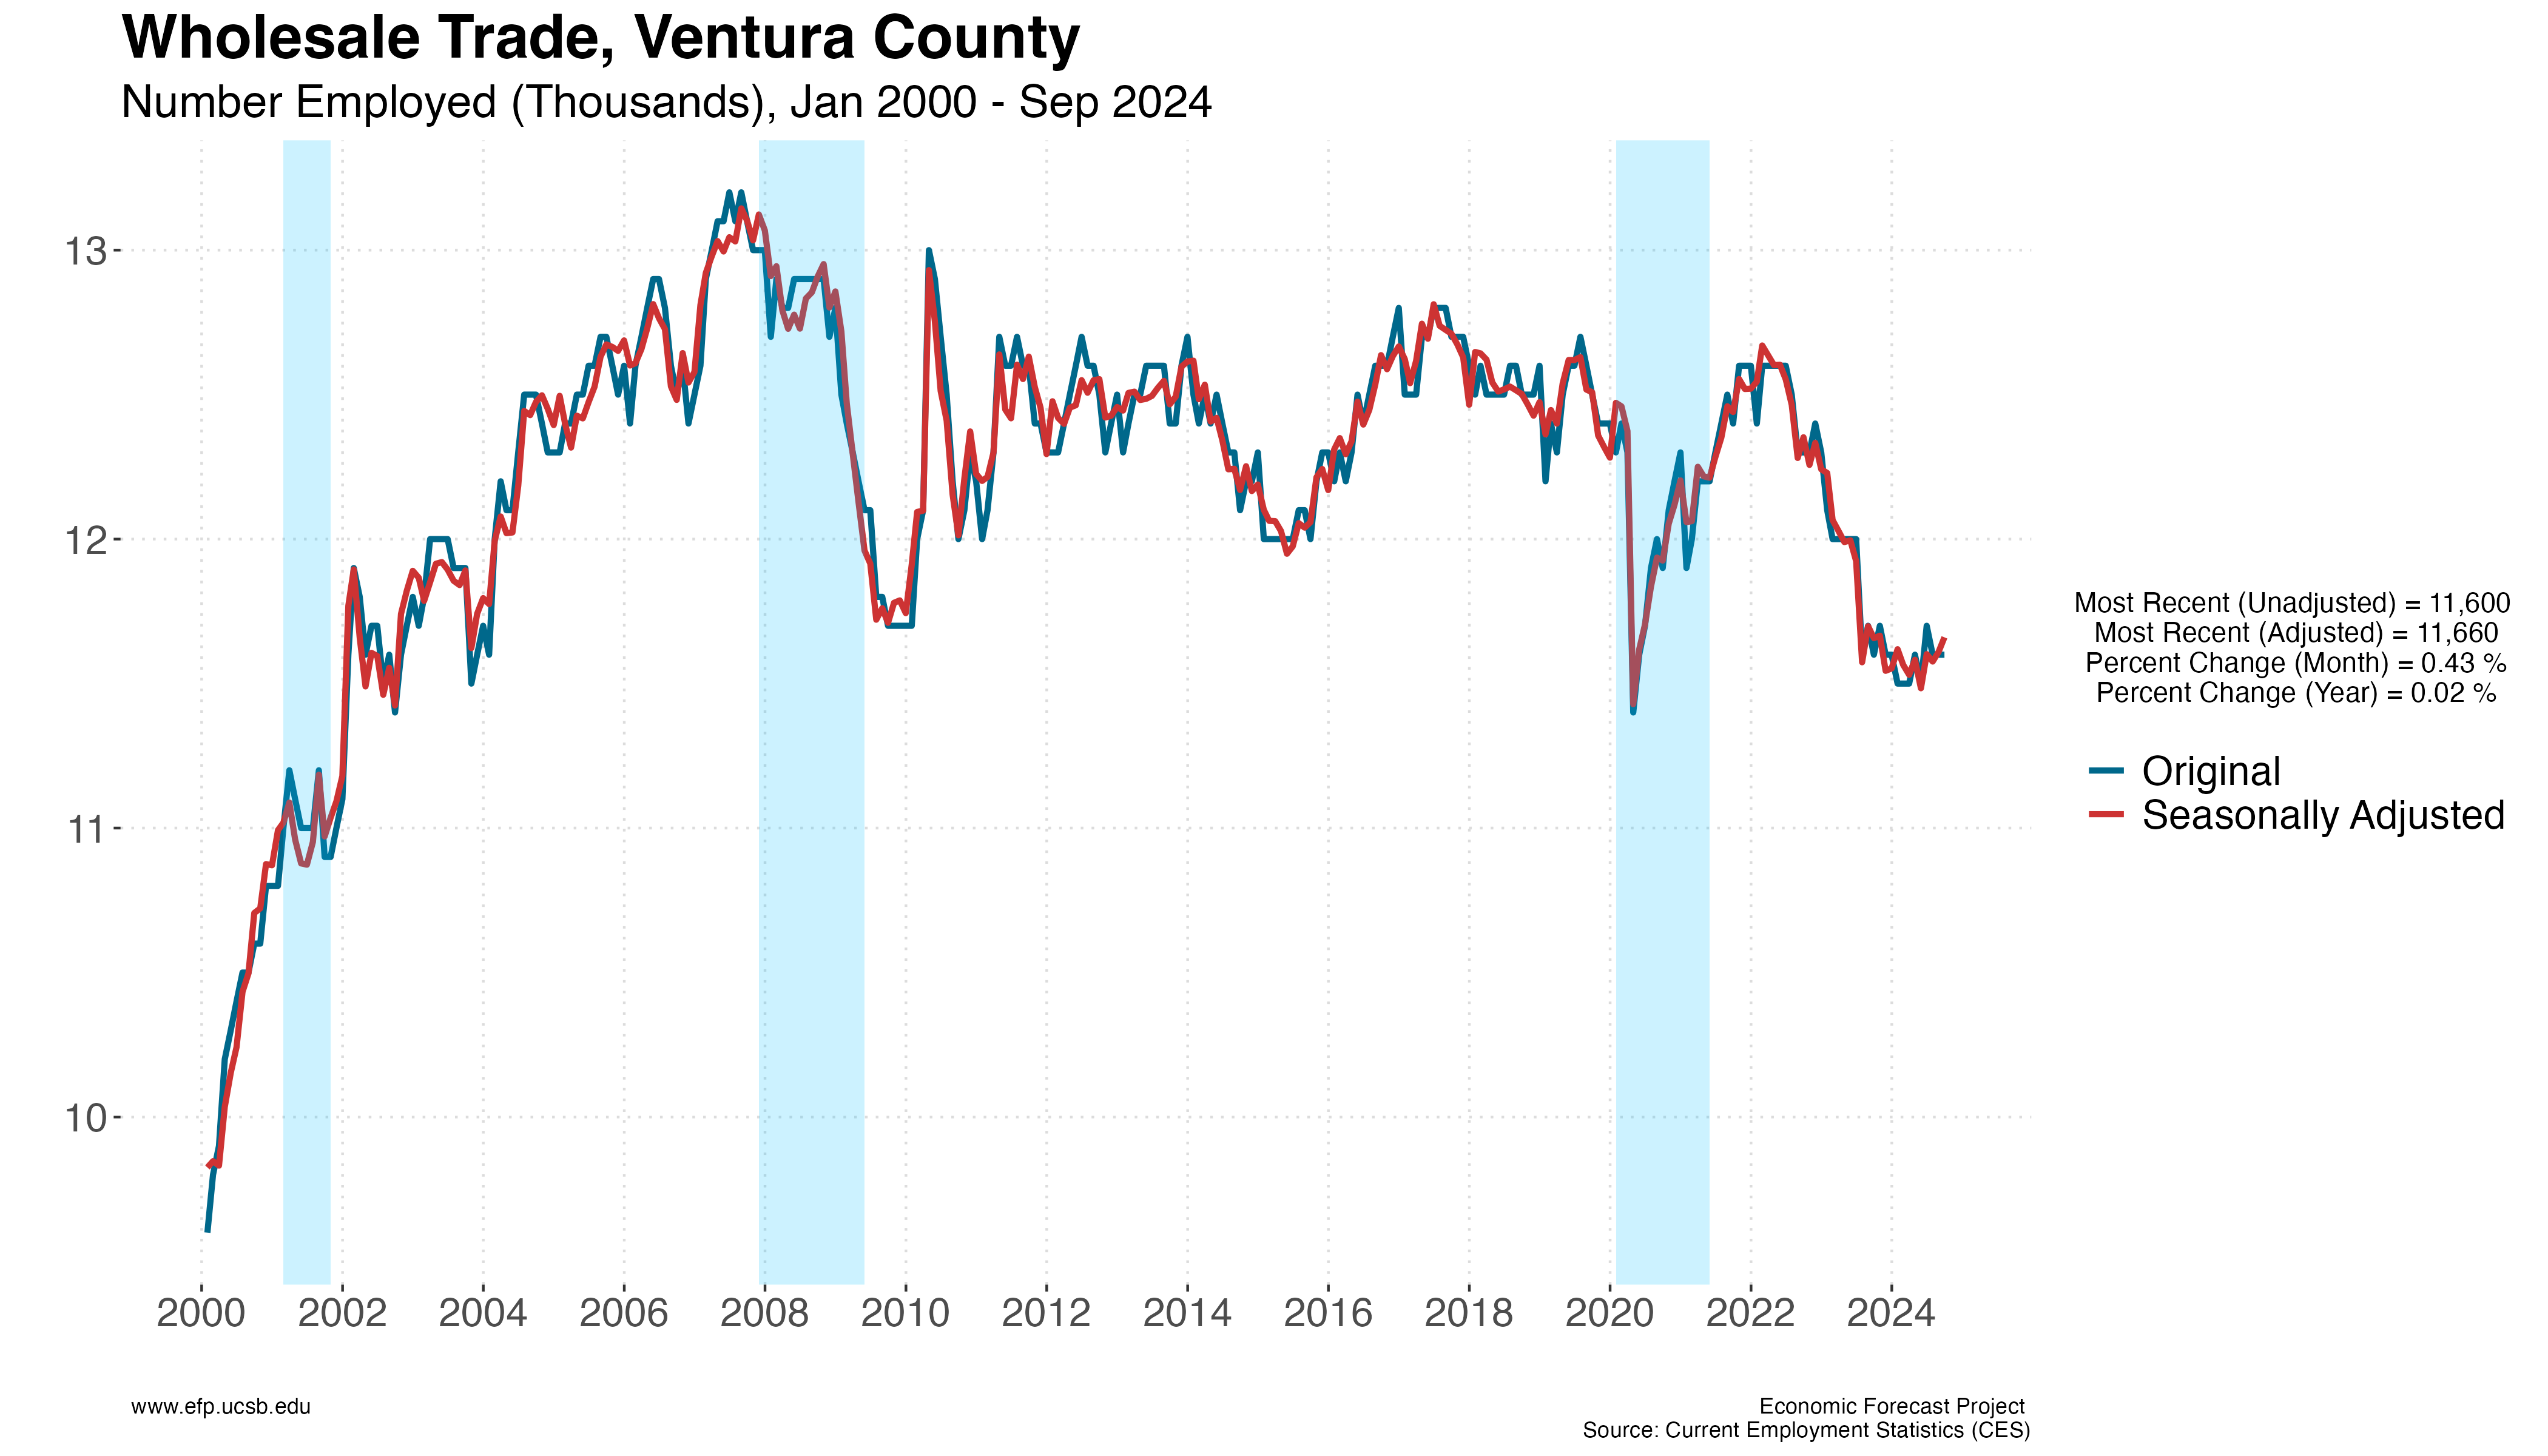 Wholesale Trade, Ventura County
Number Employed (Thousands), Jan 2000 - Sep 2024
13
12
11
10
2000 2002 2004 2006 2008 2010 2012 2014 2016 2018 2020 2022 2024
Most Recent (Unadjusted) = 11,600
Most Recent (Adjusted) = 11,660
Percent Change (Month) = 0.43 %
Percent Change (Year) = 0.02 %
Original
Seasonally Adjusted
www.efp.ucsb.edu
Economic Forecast Project
Source: Current Employment Statistics (CES)